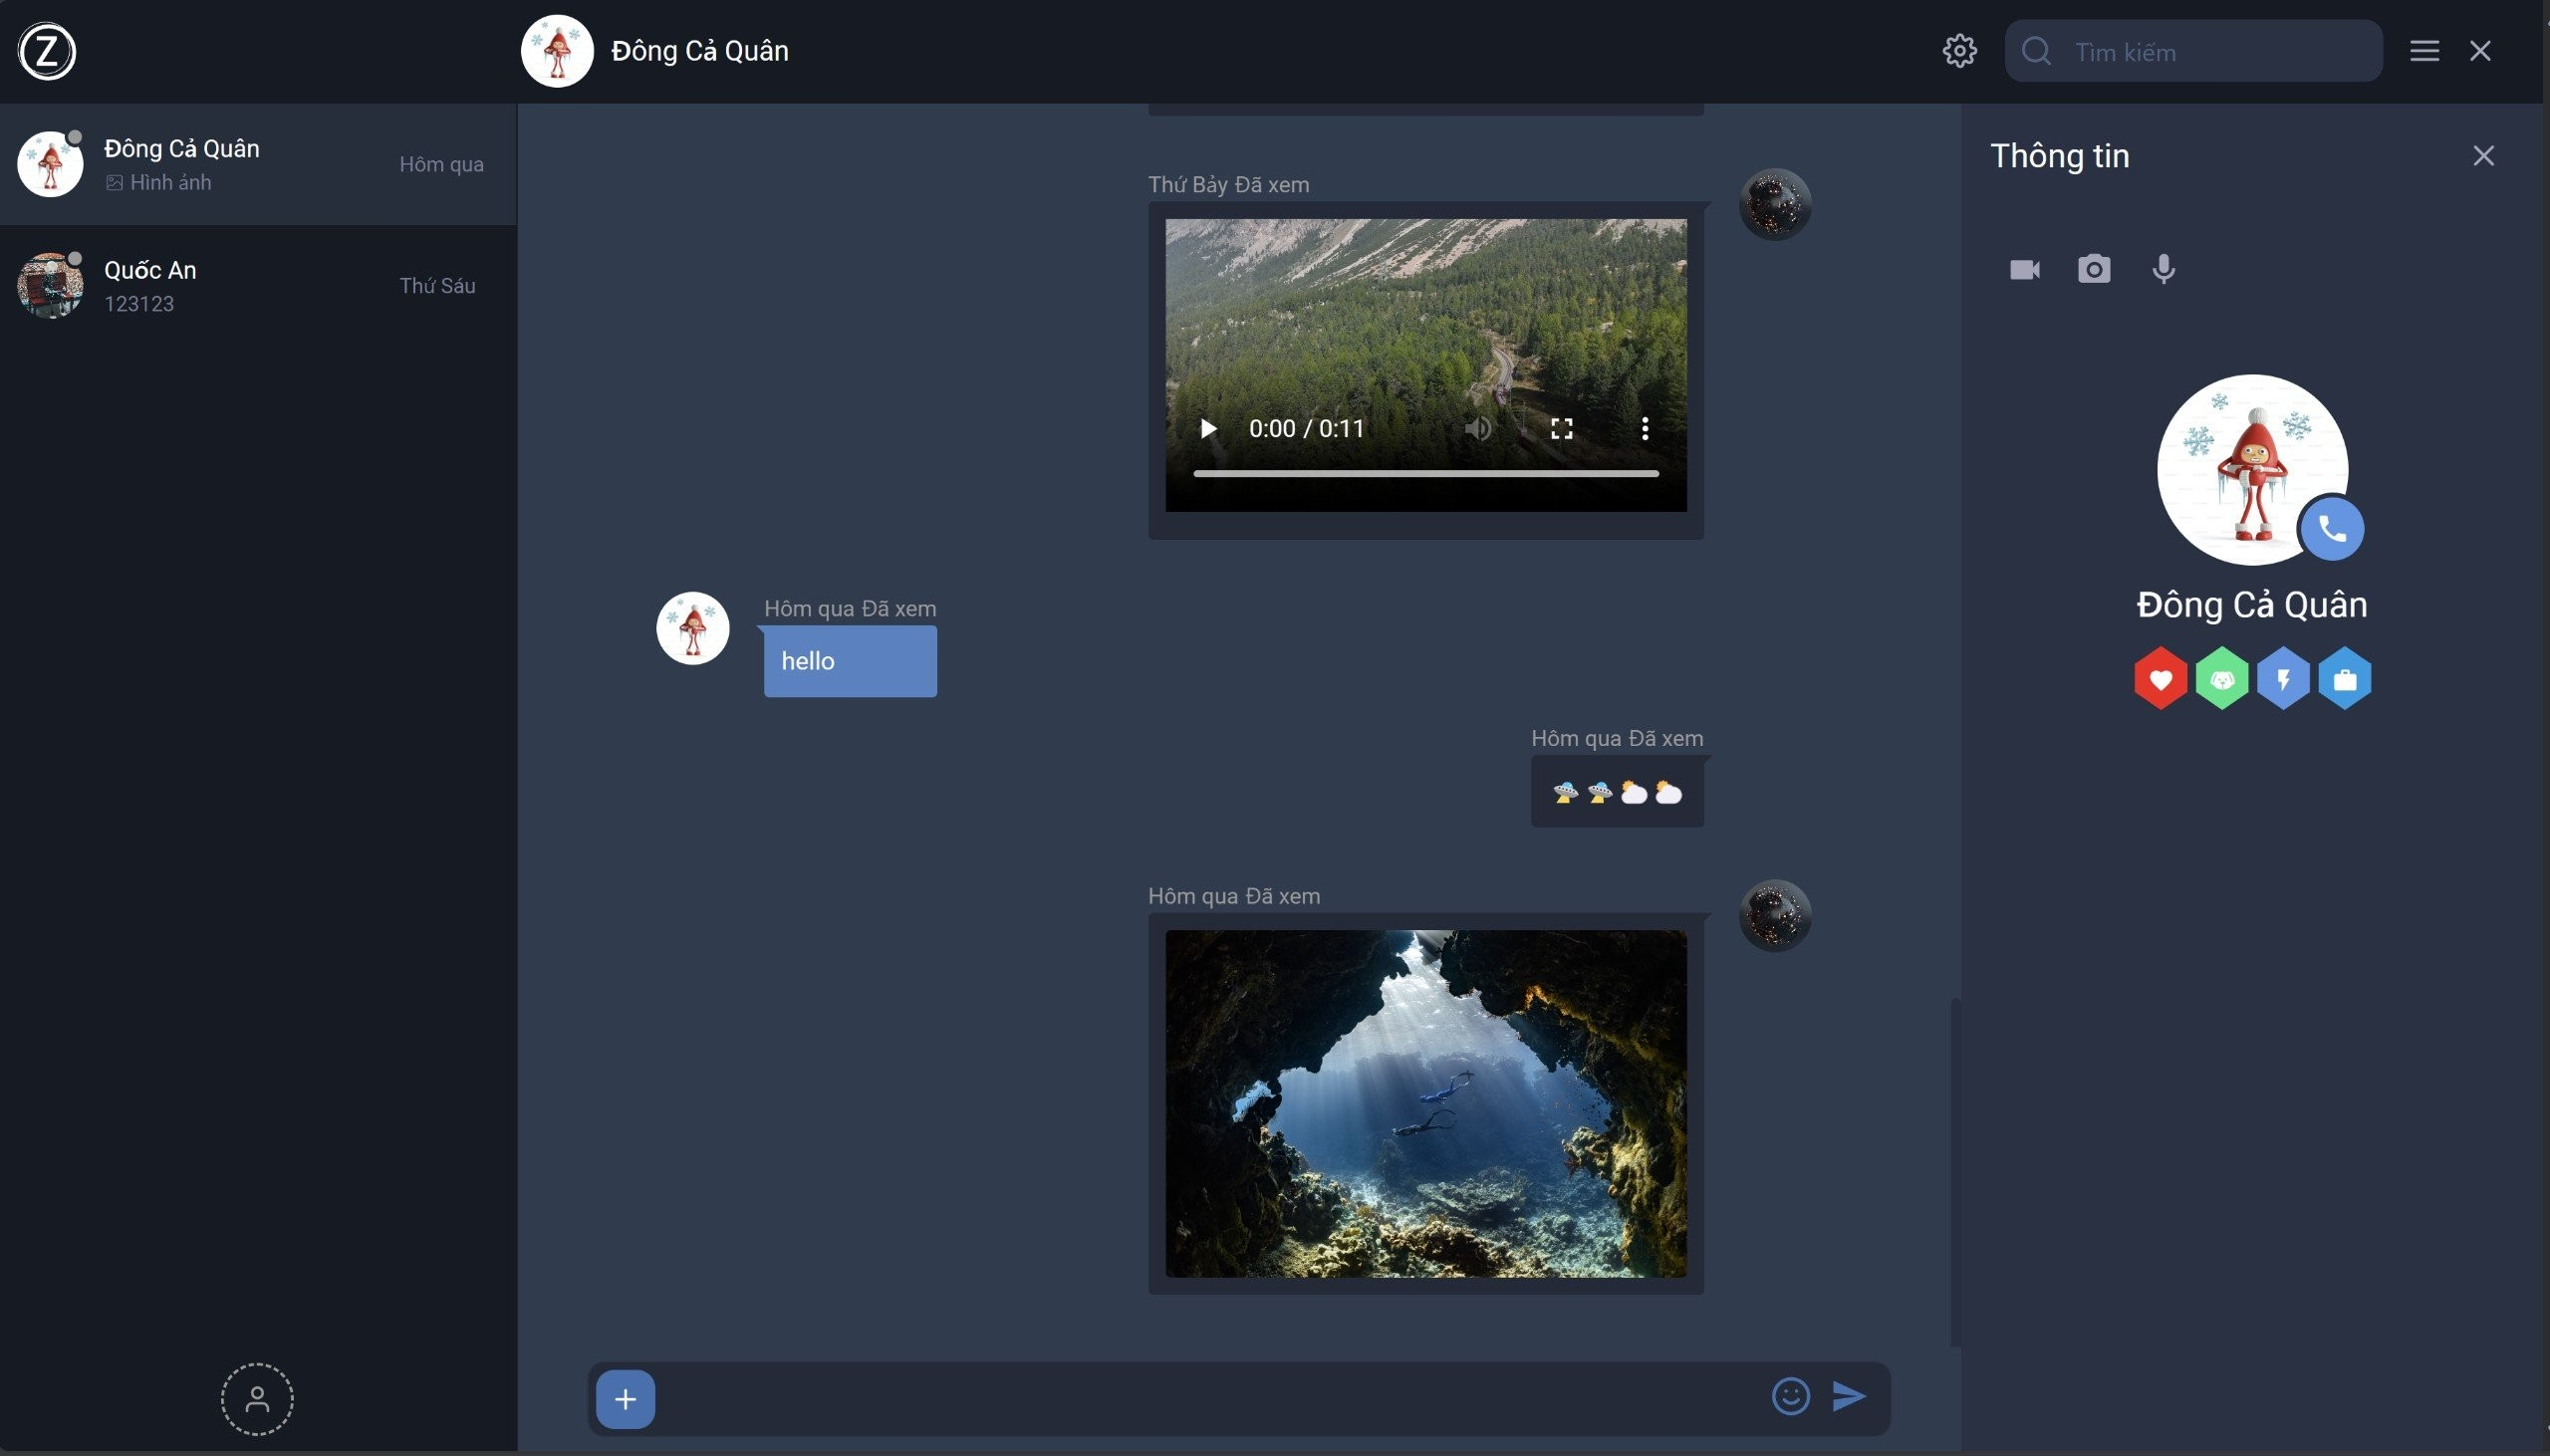 Z
Đông Cả Quân
Tìm kiếm
Đông Cả Quân
Hình ảnh
Hôm qua
Quốc An
123123
Thứ Sáu
Thứ Bảy Đã xem
0:00 / 0:11
Hôm qua Đã xem
hello
Hôm qua Đã xem
🛸🛸🌤️🌤️
Hôm qua Đã xem
Thông tin
Đông Cả Quân